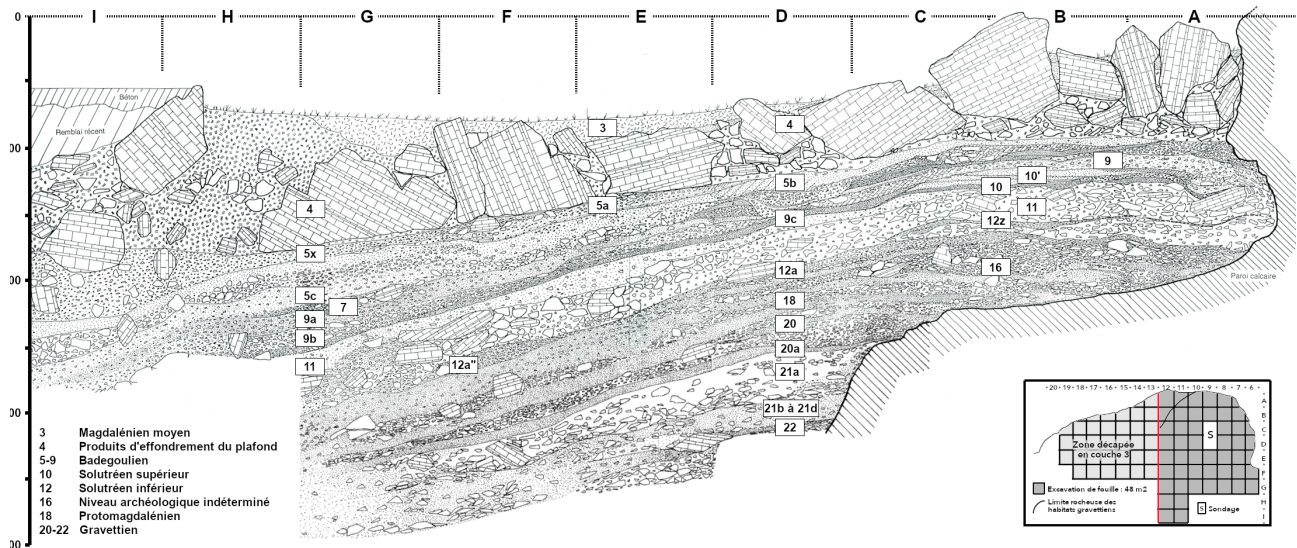 I H G F E D C B A
0
00
00
00
00
Béton
Remblai récent
3
4
4
5a
5b
5x
5c
7
9a
9b
9c
9
10'
10
11
12z
16
11
12a"
12a
18
20
20a
21a
21b à 21d
22
Paroi calcaire
3 Magdalénien moyen
4 Produits d'effondrement du plafond
5-9 Badegoulien
10 Solutréen supérieur
12 Solutréen inférieur
16 Niveau archéologique indéterminé
18 Protomagdalénien
20-22 Gravettien
· 20 · 19 · 18 · 17 · 16 · 15 · 14 · 13 · 12 · 11 · 10 · 9 · 8 · 7 · 6 ·
A
B
C
D
E
F
G
H
I
Zone décapée
en couche 3
S
Excavation de fouille : 48 m2
Limite rocheuse des
habitats gravettiens
S Sondage